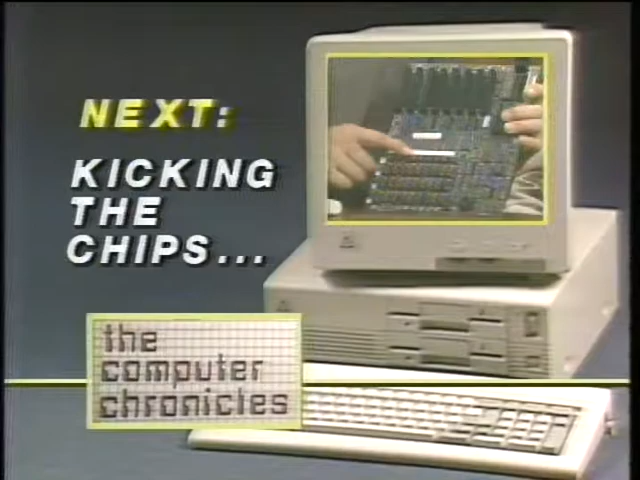 NEXT:
KICKING
THE
CHIPS...
the
computer
chronicles